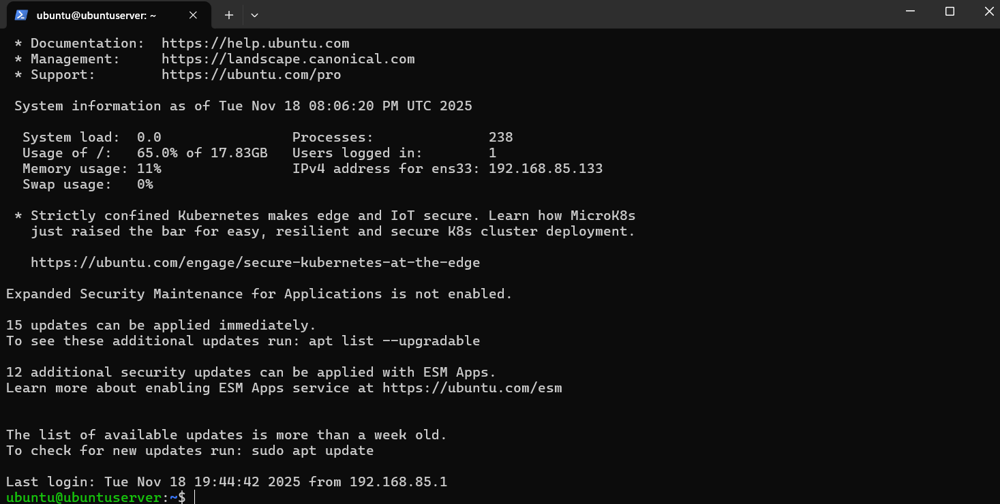 ubuntu@ubuntuserver: ~
* Documentation:  https://help.ubuntu.com
* Management:     https://landscape.canonical.com
* Support:        https://ubuntu.com/pro
System information as of Tue Nov 18 08:06:20 PM UTC 2025
System load:  0.0                Processes:              238
Usage of /:   65.0% of 17.83GB   Users logged in:        1
Memory usage: 11%                IPv4 address for ens33: 192.168.85.133
Swap usage:   0%
* Strictly confined Kubernetes makes edge and IoT secure. Learn how MicroK8s
just raised the bar for easy, resilient and secure K8s cluster deployment.
https://ubuntu.com/engage/secure-kubernetes-at-the-edge
Expanded Security Maintenance for Applications is not enabled.
15 updates can be applied immediately.
To see these additional updates run: apt list --upgradable
12 additional security updates can be applied with ESM Apps.
Learn more about enabling ESM Apps service at https://ubuntu.com/esm
The list of available updates is more than a week old.
To check for new updates run: sudo apt update
Last login: Tue Nov 18 19:44:42 2025 from 192.168.85.1
ubuntu@ubuntuserver:~$